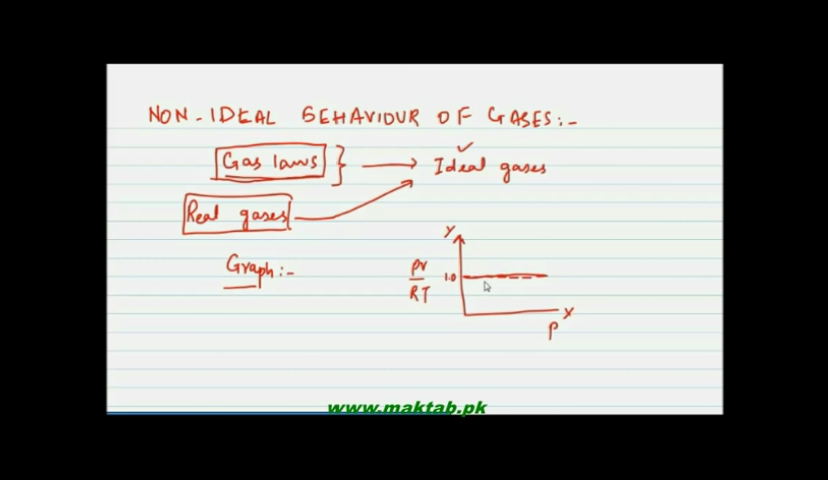 NON-IDEAL BEHAVIOUR OF GASES:-
Gas laws } → Ideal gases
✓
Real gases
Graph:-
Y
PV
RT
1.0
X
P
www.maktab.pk